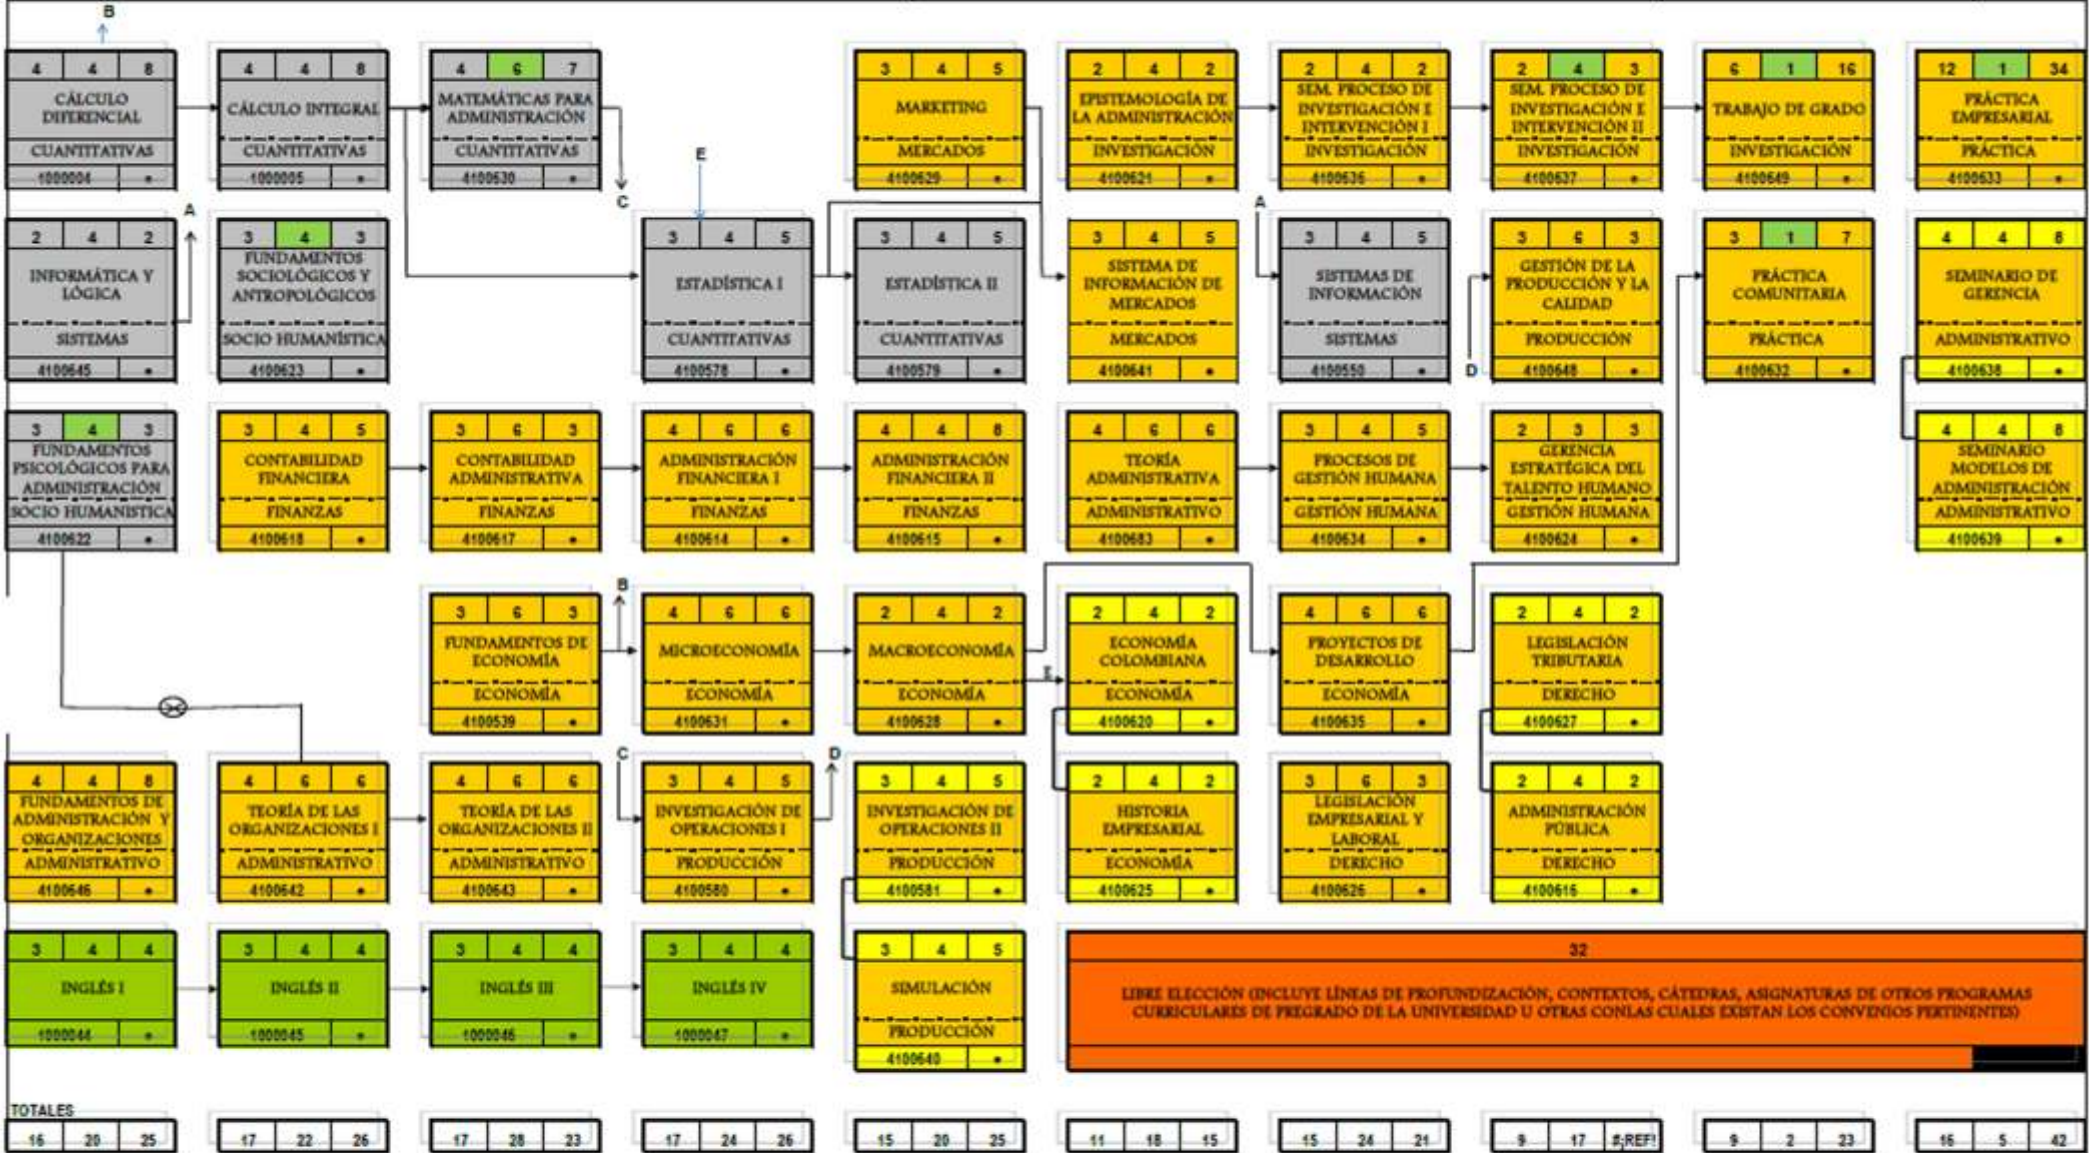 B
4 4 8
CÁLCULO
DIFERENCIAL
CUANTITATIVAS
1000004 *
4 4 8
CÁLCULO INTEGRAL
CUANTITATIVAS
1000005 *
4 6 7
MATEMÁTICAS PARA
ADMINISTRACIÓN
CUANTITATIVAS
4100630 *
C
E
3 4 5
MARKETING
MERCADOS
4100629 *
2 4 2
EPISTEMOLOGÍA DE
LA ADMINISTRACIÓN
INVESTIGACIÓN
4100621 *
2 4 2
SEM. PROCESO DE
INVESTIGACIÓN E
INTERVENCIÓN I
INVESTIGACIÓN
4100636 *
2 4 3
SEM. PROCESO DE
INVESTIGACIÓN E
INTERVENCIÓN II
INVESTIGACIÓN
4100637 *
6 1 16
TRABAJO DE GRADO
INVESTIGACIÓN
4100649 *
12 1 34
PRÁCTICA
EMPRESARIAL
PRÁCTICA
4100633 *
2 4 2
INFORMÁTICA Y
LÓGICA
SISTEMAS
4100645 *
A
3 4 3
FUNDAMENTOS
SOCIOLÓGICOS Y
ANTROPOLÓGICOS
SOCIO HUMANÍSTICA
4100623 *
3 4 5
ESTADÍSTICA I
CUANTITATIVAS
4100578 *
3 4 5
ESTADÍSTICA II
CUANTITATIVAS
4100579 *
3 4 5
SISTEMA DE
INFORMACIÓN DE
MERCADOS
MERCADOS
4100641 *
A
3 4 5
SISTEMAS DE
INFORMACIÓN
SISTEMAS
4100550 *
D
3 6 3
GESTIÓN DE LA
PRODUCCIÓN Y LA
CALIDAD
PRODUCCIÓN
4100648 *
3 1 7
PRÁCTICA
COMUNITARIA
PRÁCTICA
4100632 *
4 4 8
SEMINARIO DE
GERENCIA
ADMINISTRATIVO
4100638 *
3 4 3
FUNDAMENTOS
PSICOLÓGICOS PARA
ADMINISTRACIÓN
SOCIO HUMANISTICA
4100622 *
3 4 5
CONTABILIDAD
FINANCIERA
FINANZAS
4100618 *
3 6 3
CONTABILIDAD
ADMINISTRATIVA
FINANZAS
4100617 *
4 6 6
ADMINISTRACIÓN
FINANCIERA I
FINANZAS
4100614 *
4 4 8
ADMINISTRACIÓN
FINANCIERA II
FINANZAS
4100615 *
4 6 6
TEORÍA
ADMINISTRATIVA
ADMINISTRATIVO
4100683 *
3 4 5
PROCESOS DE
GESTIÓN HUMANA
GESTIÓN HUMANA
4100634 *
2 3 3
GERENCIA
ESTRATÉGICA DEL
TALENTO HUMANO
GESTIÓN HUMANA
4100624 *
4 4 8
SEMINARIO
MODELOS DE
ADMINISTRACIÓN
ADMINISTRATIVO
4100639 *
3 6 3
FUNDAMENTOS DE
ECONOMÍA
ECONOMÍA
4100539 *
B
4 6 6
MICROECONOMÍA
ECONOMÍA
4100631 *
2 4 2
MACROECONOMÍA
ECONOMÍA
4100628 *
E
2 4 2
ECONOMÍA
COLOMBIANA
ECONOMÍA
4100620 *
4 6 6
PROYECTOS DE
DESARROLLO
ECONOMÍA
4100635 *
2 4 2
LEGISLACIÓN
TRIBUTARIA
DERECHO
4100627 *
4 4 8
FUNDAMENTOS DE
ADMINISTRACIÓN Y
ORGANIZACIONES
ADMINISTRATIVO
4100646 *
4 6 6
TEORÍA DE LAS
ORGANIZACIONES I
ADMINISTRATIVO
4100642 *
4 6 6
TEORÍA DE LAS
ORGANIZACIONES II
ADMINISTRATIVO
4100643 *
C
3 4 5
INVESTIGACIÓN DE
OPERACIONES I
PRODUCCIÓN
4100580 *
D
3 4 5
INVESTIGACIÓN DE
OPERACIONES II
PRODUCCIÓN
4100581 *
2 4 2
HISTORIA
EMPRESARIAL
ECONOMÍA
4100625 *
3 6 3
LEGISLACIÓN
EMPRESARIAL Y
LABORAL
DERECHO
4100626 *
2 4 2
ADMINISTRACIÓN
PÚBLICA
DERECHO
4100616 *
3 4 4
INGLÉS I
1000044 *
3 4 4
INGLÉS II
1000045 *
3 4 4
INGLÉS III
1000046 *
3 4 4
INGLÉS IV
1000047 *
3 4 5
SIMULACIÓN
PRODUCCIÓN
4100640 *
32
LIBRE ELECCIÓN (INCLUYE LÍNEAS DE PROFUNDIZACIÓN, CONTEXTOS, CÁTEDRAS, ASIGNATURAS DE OTROS PROGRAMAS
CURRICULARES DE PREGRADO DE LA UNIVERSIDAD U OTRAS CONLAS CUALES EXISTAN LOS CONVENIOS PERTINENTES)
TOTALES
16 20 25
17 22 26
17 28 23
17 24 26
15 20 25
11 18 15
15 24 21
9 17 #¡REF!
9 2 23
16 5 42